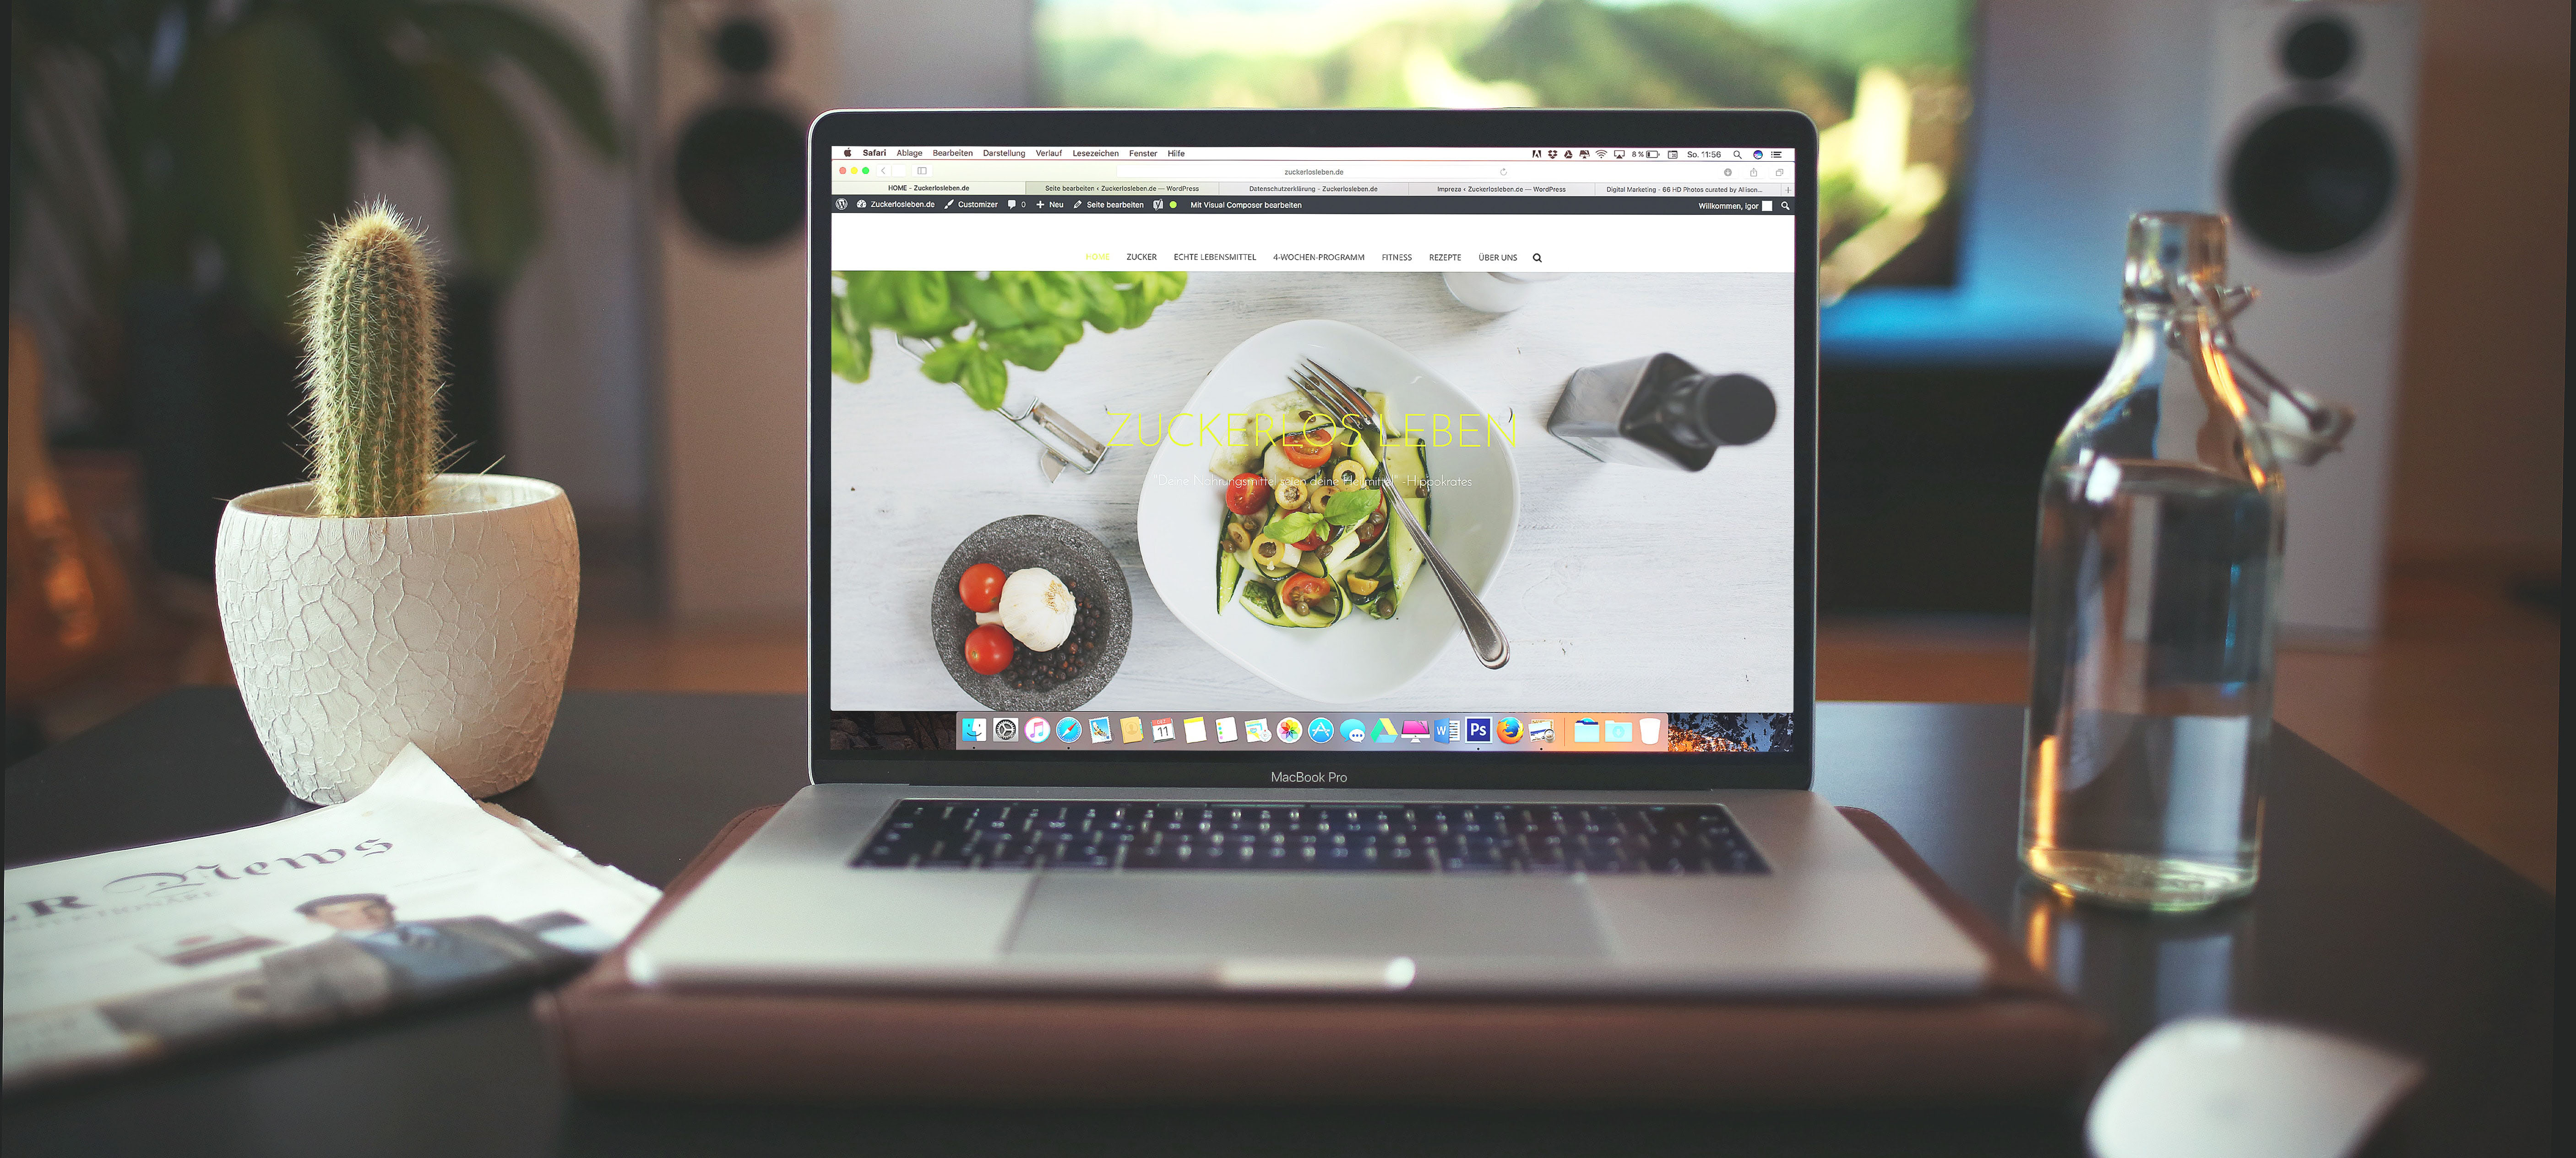 Safari Ablage Bearbeiten Darstellung Verlauf Lesezeichen Fenster Hilfe 8 % So. 11:56
zuckerlosleben.de
HOME - Zuckerlosleben.de Seite bearbeiten ‹ Zuckerlosleben.de — WordPress Datenschutzerklärung - Zuckerlosleben.de Impreza ‹ Zuckerlosleben.de — WordPress Digital Marketing - 66 HD Photos curated by Allison...
Zuckerlosleben.de Customizer 0 Neu Seite bearbeiten Mit Visual Composer bearbeiten Willkommen, igor
HOME ZUCKER ECHTE LEBENSMITTEL 4-WOCHEN-PROGRAMM FITNESS REZEPTE ÜBER UNS
ZUCKERLOS LEBEN
"Deine Nahrungsmittel seien deine Heilmittel" -Hippokrates
11
W
Ps
MacBook Pro
R News